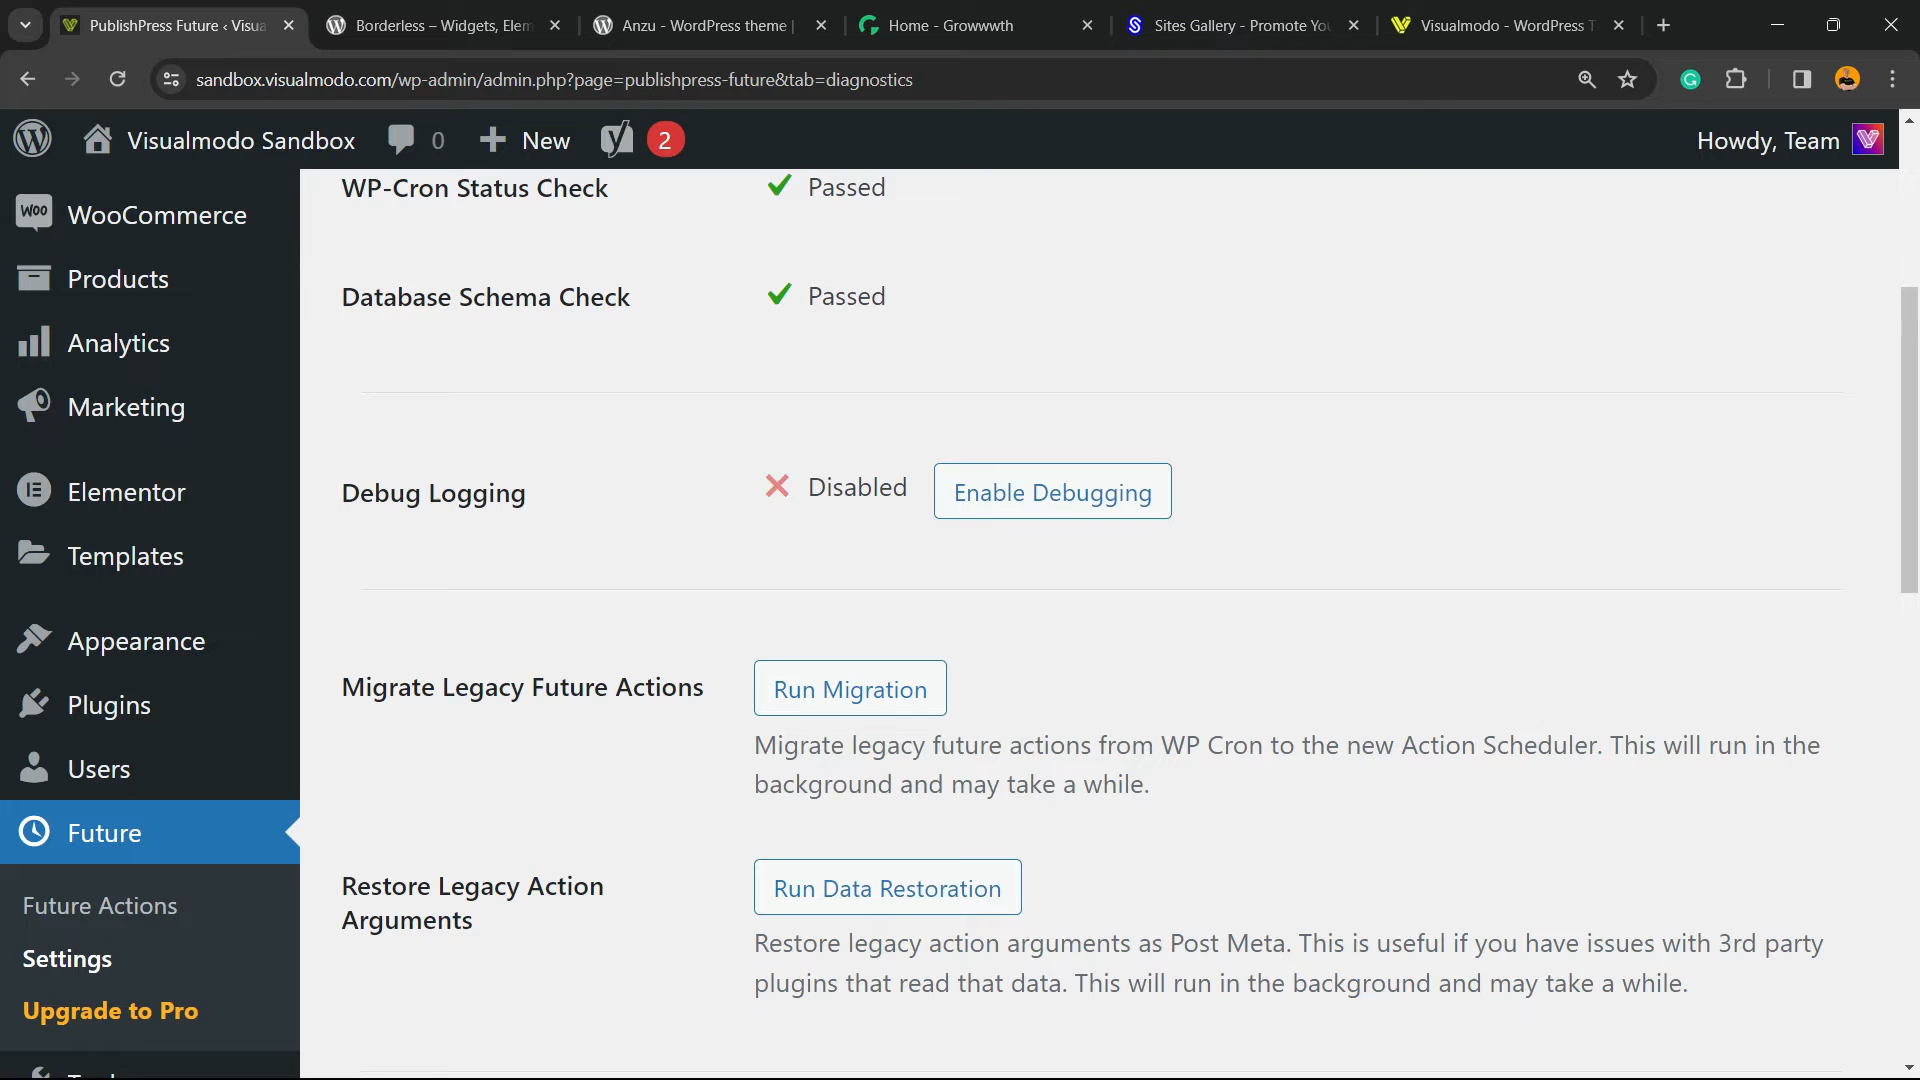 PublishPress Future ‹ Visua
Borderless – Widgets, Elem
Anzu - WordPress theme |
Home - Growwwth
Sites Gallery - Promote Yo
Visualmodo - WordPress T
sandbox.visualmodo.com/wp-admin/admin.php?page=publishpress-future&tab=diagnostics
Visualmodo Sandbox
0
New
2
Howdy, Team
Woo
WooCommerce
Products
Analytics
Marketing
Elementor
Templates
Appearance
Plugins
Users
Future
Future Actions
Settings
Upgrade to Pro
WP-Cron Status Check
Passed
Database Schema Check
Passed
Debug Logging
Disabled
Enable Debugging
Migrate Legacy Future Actions
Run Migration
Migrate legacy future actions from WP Cron to the new Action Scheduler. This will run in the
background and may take a while.
Restore Legacy Action
Arguments
Run Data Restoration
Restore legacy action arguments as Post Meta. This is useful if you have issues with 3rd party
plugins that read that data. This will run in the background and may take a while.